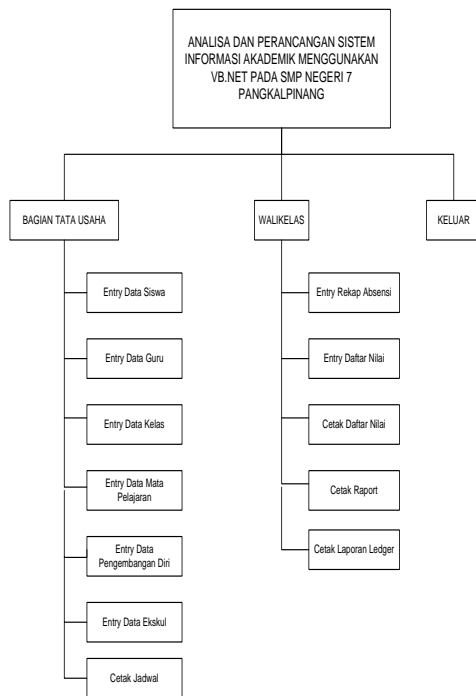 ANALISA DAN PERANCANGAN SISTEM
INFORMASI AKADEMIK MENGGUNAKAN
VB.NET PADA SMP NEGERI 7
PANGKALPINANG
BAGIAN TATA USAHA
WALIKELAS
KELUAR
Entry Data Siswa
Entry Data Guru
Entry Data Kelas
Entry Data Mata
Pelajaran
Entry Data
Pengembangan Diri
Entry Data Ekskul
Cetak Jadwal
Entry Rekap Absensi
Entry Daftar Nilai
Cetak Daftar Nilai
Cetak Raport
Cetak Laporan Ledger